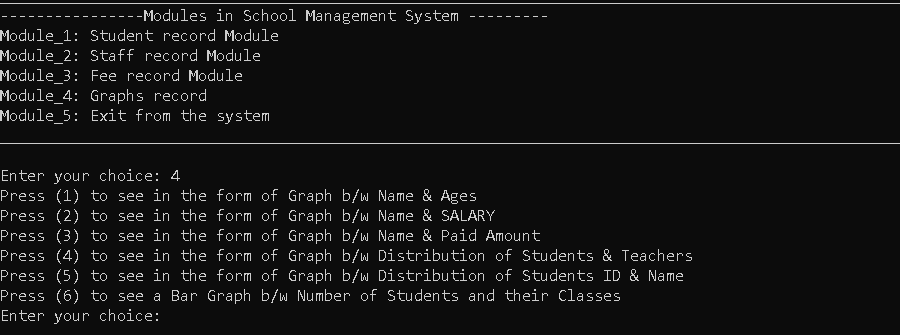 ----------------Modules in School Management System ---------
Module_1: Student record Module
Module_2: Staff record Module
Module_3: Fee record Module
Module_4: Graphs record
Module_5: Exit from the system
Enter your choice: 4
Press (1) to see in the form of Graph b/w Name & Ages
Press (2) to see in the form of Graph b/w Name & SALARY
Press (3) to see in the form of Graph b/w Name & Paid Amount
Press (4) to see in the form of Graph b/w Distribution of Students & Teachers
Press (5) to see in the form of Graph b/w Distribution of Students ID & Name
Press (6) to see a Bar Graph b/w Number of Students and their Classes
Enter your choice: